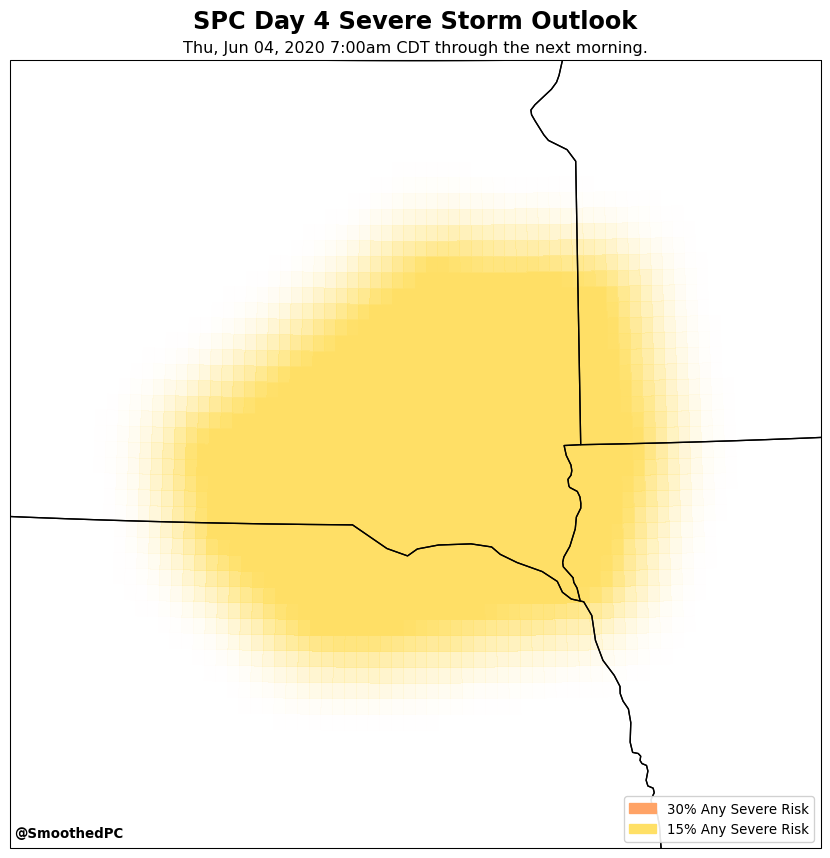 SPC Day 4 Severe Storm Outlook
Thu, Jun 04, 2020 7:00am CDT through the next morning.
30% Any Severe Risk
15% Any Severe Risk
@SmoothedPC